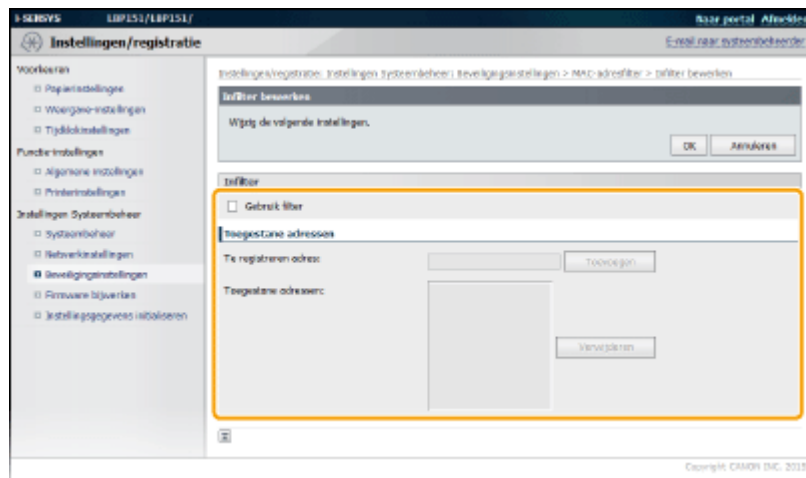 i-SENSYS LBP151/LBP151/ Naar portal Afmelden
Instellingen/registratie E-mail naar systeembeheerder
Voorkeuren
Papierinstellingen
Weergave-instellingen
Tijdklokinstellingen
Functie-instellingen
Algemene instellingen
Printerinstellingen
Instellingen Systeembeheer
Systeembeheer
Netwerkinstellingen
Beveiligingsinstellingen
Firmware bijwerken
Instellingsgegevens initialiseren
Instellingen/registratie: Instellingen Systeembeheer: Beveiligingsinstellingen > MAC-adresfilter > Infilter bewerken
Infilter bewerken
Wijzig de volgende instellingen.
OK Annuleren
Infilter
Gebruik filter
Toegestane adressen
Te registreren adres: Toevoegen
Toegestane adressen:
Verwijderen
Copyright CANON INC. 2015